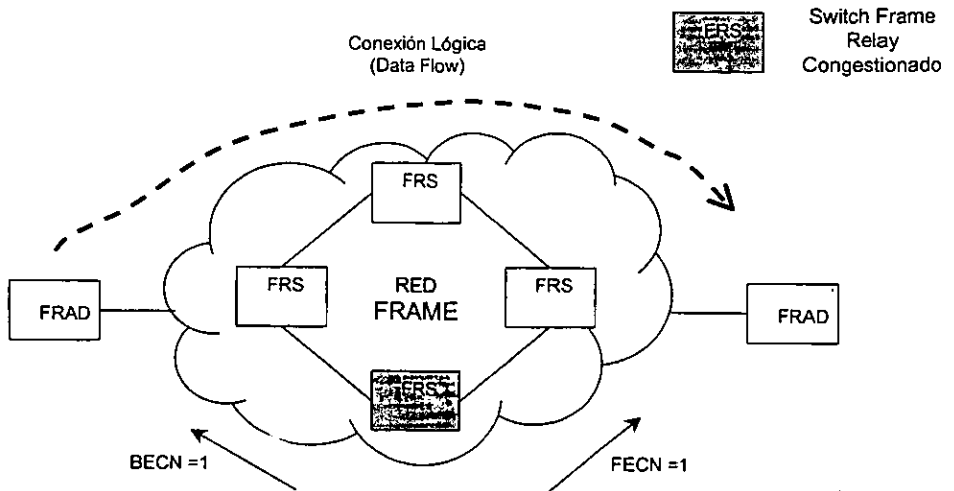 Conexión Lógica
(Data Flow)
FRS
Switch Frame
Relay
Congestionado
FRS
FRS
RED
FRAME
FRS
FRAD
FRAD
FRS
BECN =1
FECN =1